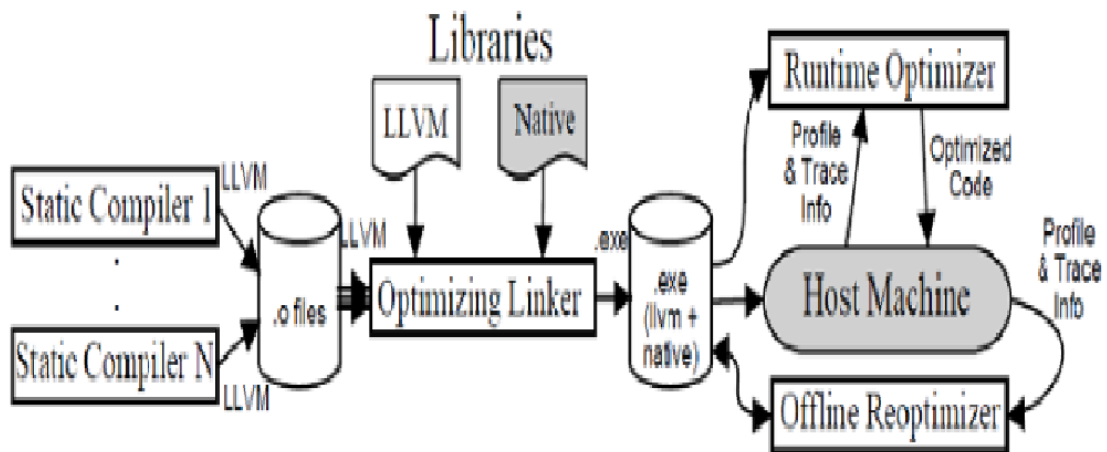 Libraries
LLVM
Native
Runtime Optimizer
Profile
& Trace
Info
Optimized
Code
LLVM
Static Compiler 1
.
.
Static Compiler N
LLVM
.o files
LLVM
Optimizing Linker
.exe
.exe
(llvm +
native)
Host Machine
Profile
& Trace
Info
Offline Reoptimizer